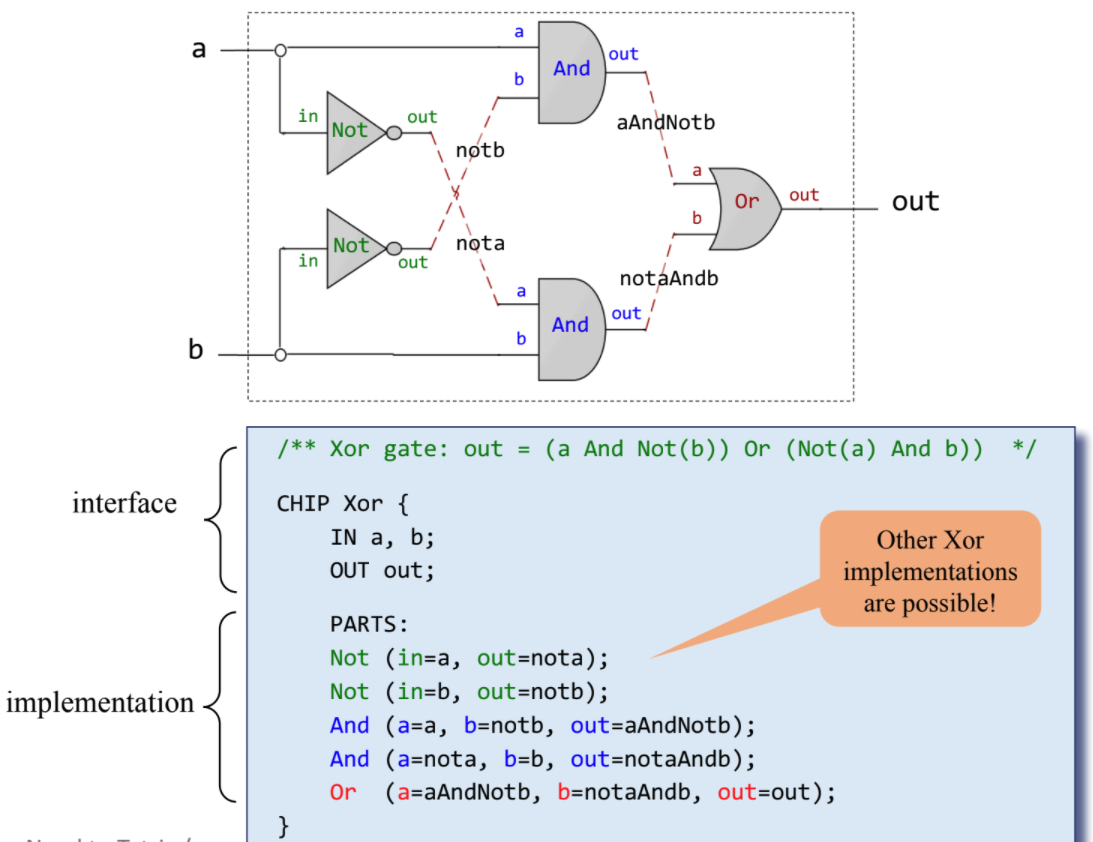 a
a
out
b
And
in
Not
out
notb
aAndNotb
a
Or
out
out
b
Not
in
out
nota
notaAndb
a
And
out
b
b
/** Xor gate: out = (a And Not(b)) Or (Not(a) And b))  */
interface
CHIP Xor {
IN a, b;
OUT out;
Other Xor
implementations
are possible!
PARTS:
Not (in=a, out=nota);
Not (in=b, out=notb);
implementation
And (a=a, b=notb, out=aAndNotb);
And (a=nota, b=b, out=notaAndb);
Or  (a=aAndNotb, b=notaAndb, out=out);
}